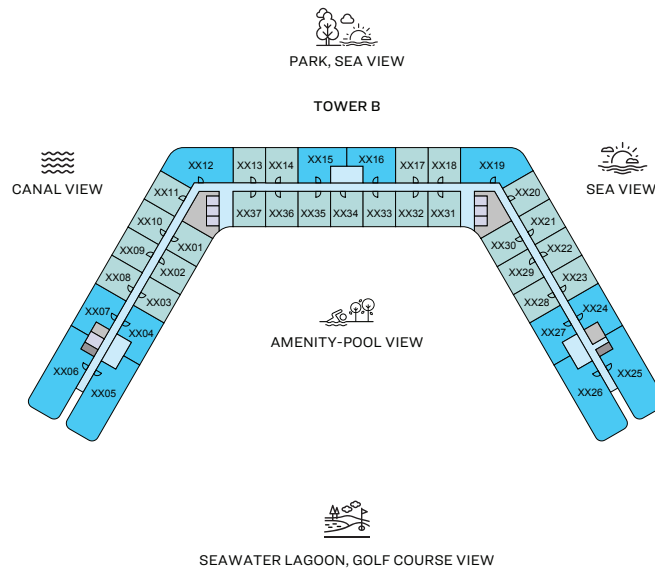 PARK, SEA VIEW
TOWER B
CANAL VIEW
SEA VIEW
XX12
XX13
XX14
XX15
XX16
XX17
XX18
XX19
XX11
XX10
XX09
XX08
XX07
XX06
XX05
XX04
XX03
XX02
XX01
XX37
XX36
XX35
XX34
XX33
XX32
XX31
XX20
XX21
XX22
XX23
XX24
XX25
XX26
XX27
XX28
XX29
XX30
AMENITY-POOL VIEW
SEAWATER LAGOON, GOLF COURSE VIEW